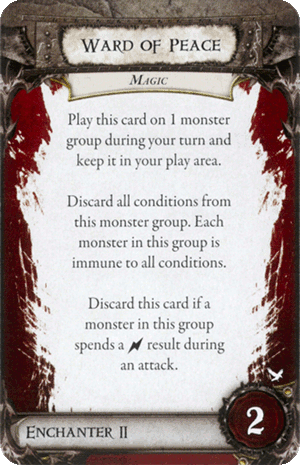 Ward of Peace
Magic
Play this card on 1 monster
group during your turn and
keep it in your play area.
Discard all conditions from
this monster group. Each
monster in this group is
immune to all conditions.
Discard this card if a
monster in this group
spends a result during
an attack.
Enchanter II
2